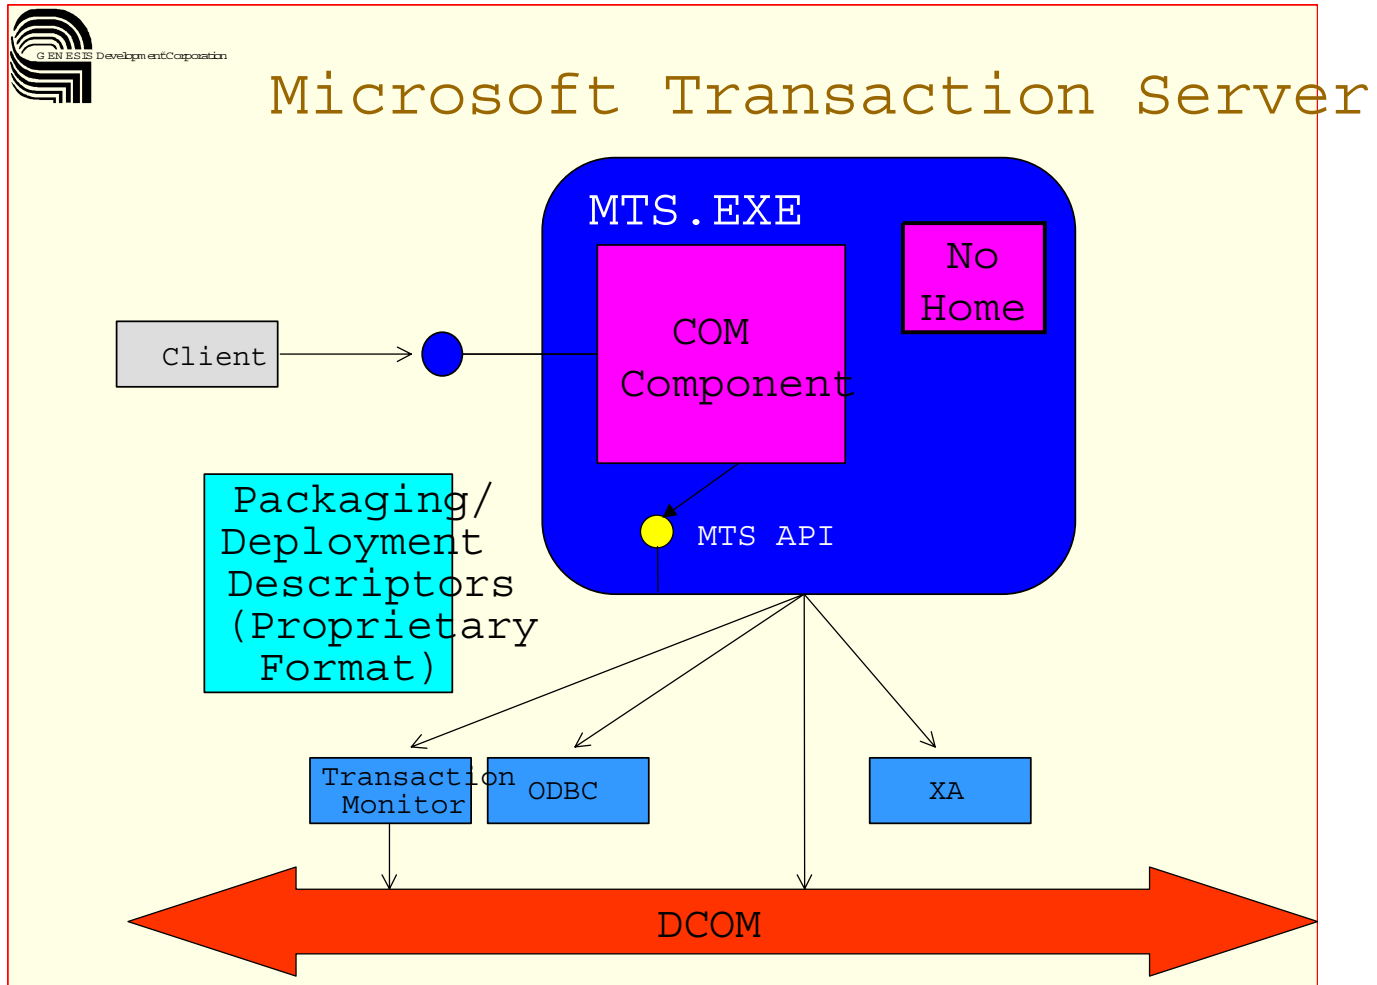 GENESIS Development Corporation
Microsoft Transaction Server
MTS.EXE
No
Home
COM
Component
Client
Packaging/
Deployment
Descriptors
(Proprietary
Format)
MTS API
Transaction
Monitor
ODBC
XA
DCOM